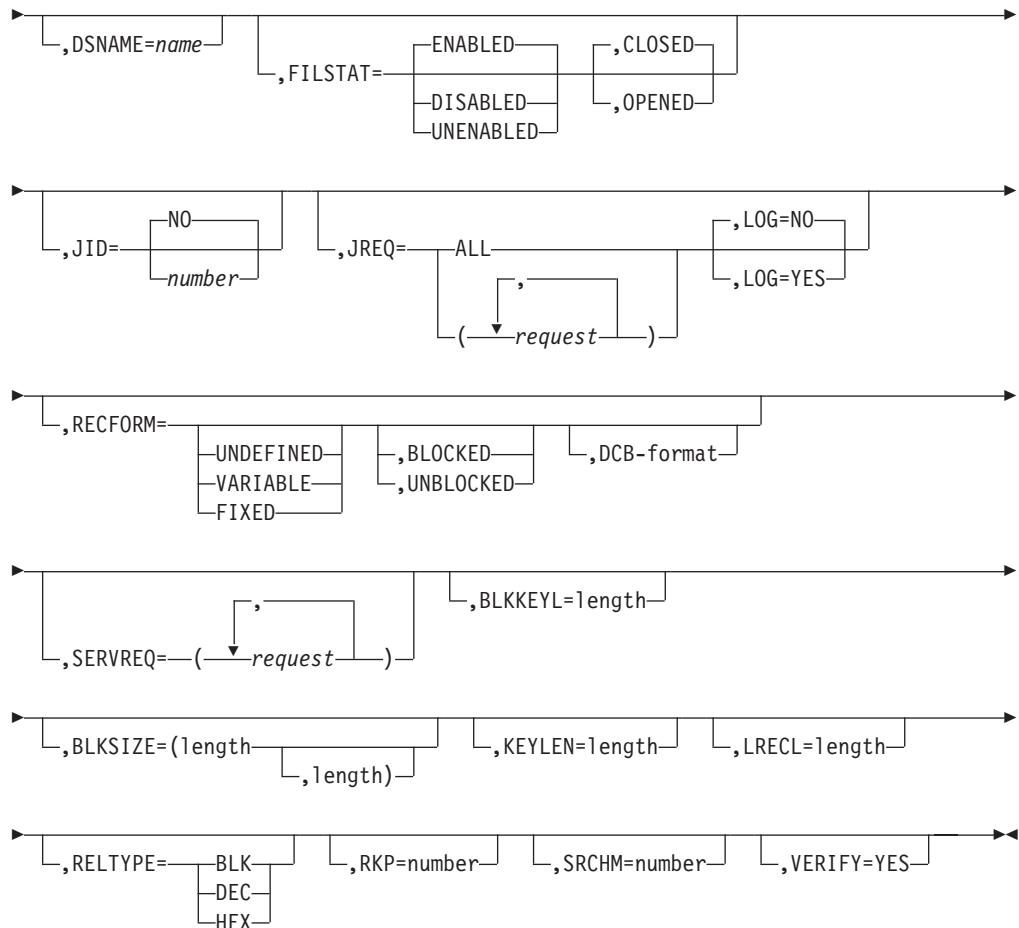 ,DSNAME=name
,FILSTAT=
ENABLED
DISABLED
UNENABLED
,CLOSED
,OPENED
,JID=
NO
number
,JREQ=
ALL
,
(request)
,LOG=NO
,LOG=YES
,RECFORM=
UNDEFINED
VARIABLE
FIXED
,BLOCKED
,UNBLOCKED
,DCB-format
,
,SERVREQ=(request)
,BLKKEYL=length
,BLKSIZE=(length
,length)
,KEYLEN=length
,LRECL=length
,RELTYPE=
BLK
DEC
HEX
,RKP=number
,SRCHM=number
,VERIFY=YES